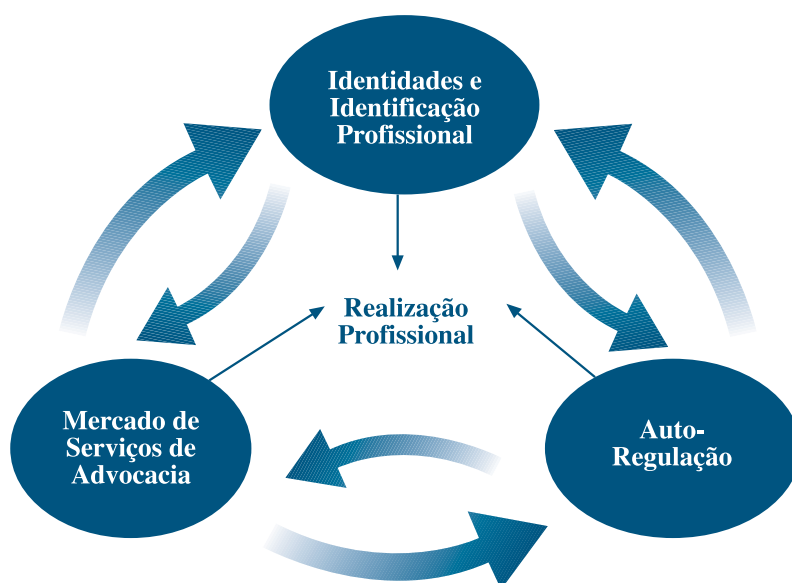 Identidades e
Identificação
Profissional
Realização
Profissional
Mercado de
Serviços de
Advocacia
Auto-
Regulação